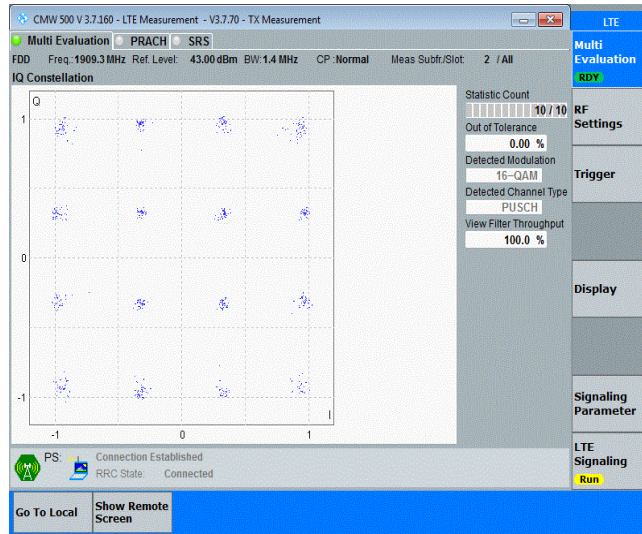 CMW 500 V 3.7.160 - LTE Measurement - V3.7.70 - TX Measurement
LTE
Multi Evaluation PRACH SRS
Multi
Evaluation
RDY
FDD Freq.:1909.3 MHz Ref. Level: 43.00 dBm BW:1.4 MHz CP :Normal Meas Subfr./Slot: 2 / All
IQ Constellation
Q
1
0
-1
I
-1 0 1
Statistic Count
10 / 10
Out of Tolerance
0.00 %
Detected Modulation
16-QAM
Detected Channel Type
PUSCH
View Filter Throughput
100.0 %
RF
Settings
Trigger
Display
Signaling
Parameter
LTE
Signaling
Run
PS: Connection Established
RRC State: Connected
Go To Local
Show Remote
Screen